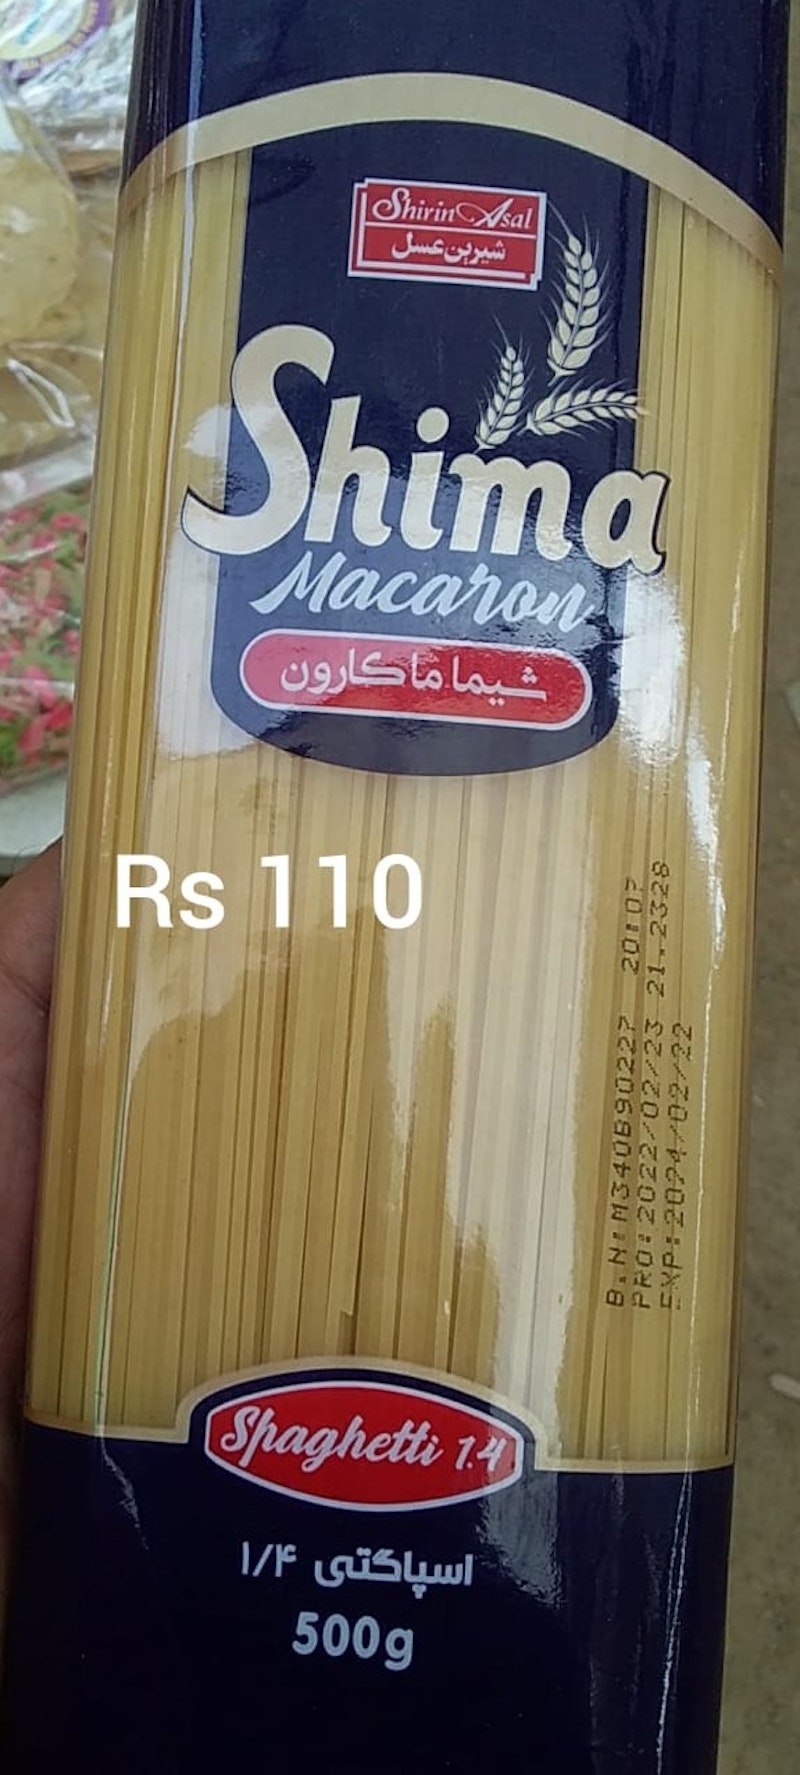 Shirin Asal
شیرین عسل
Shima
Macaron
شیما ماکارون
Rs 110
B.N:M340B90227 20:07
PRO:2022/02/23 21.2328
EXP:2024/02/22
Spaghetti 1.4
اسپاگتی ۱/۴
500g